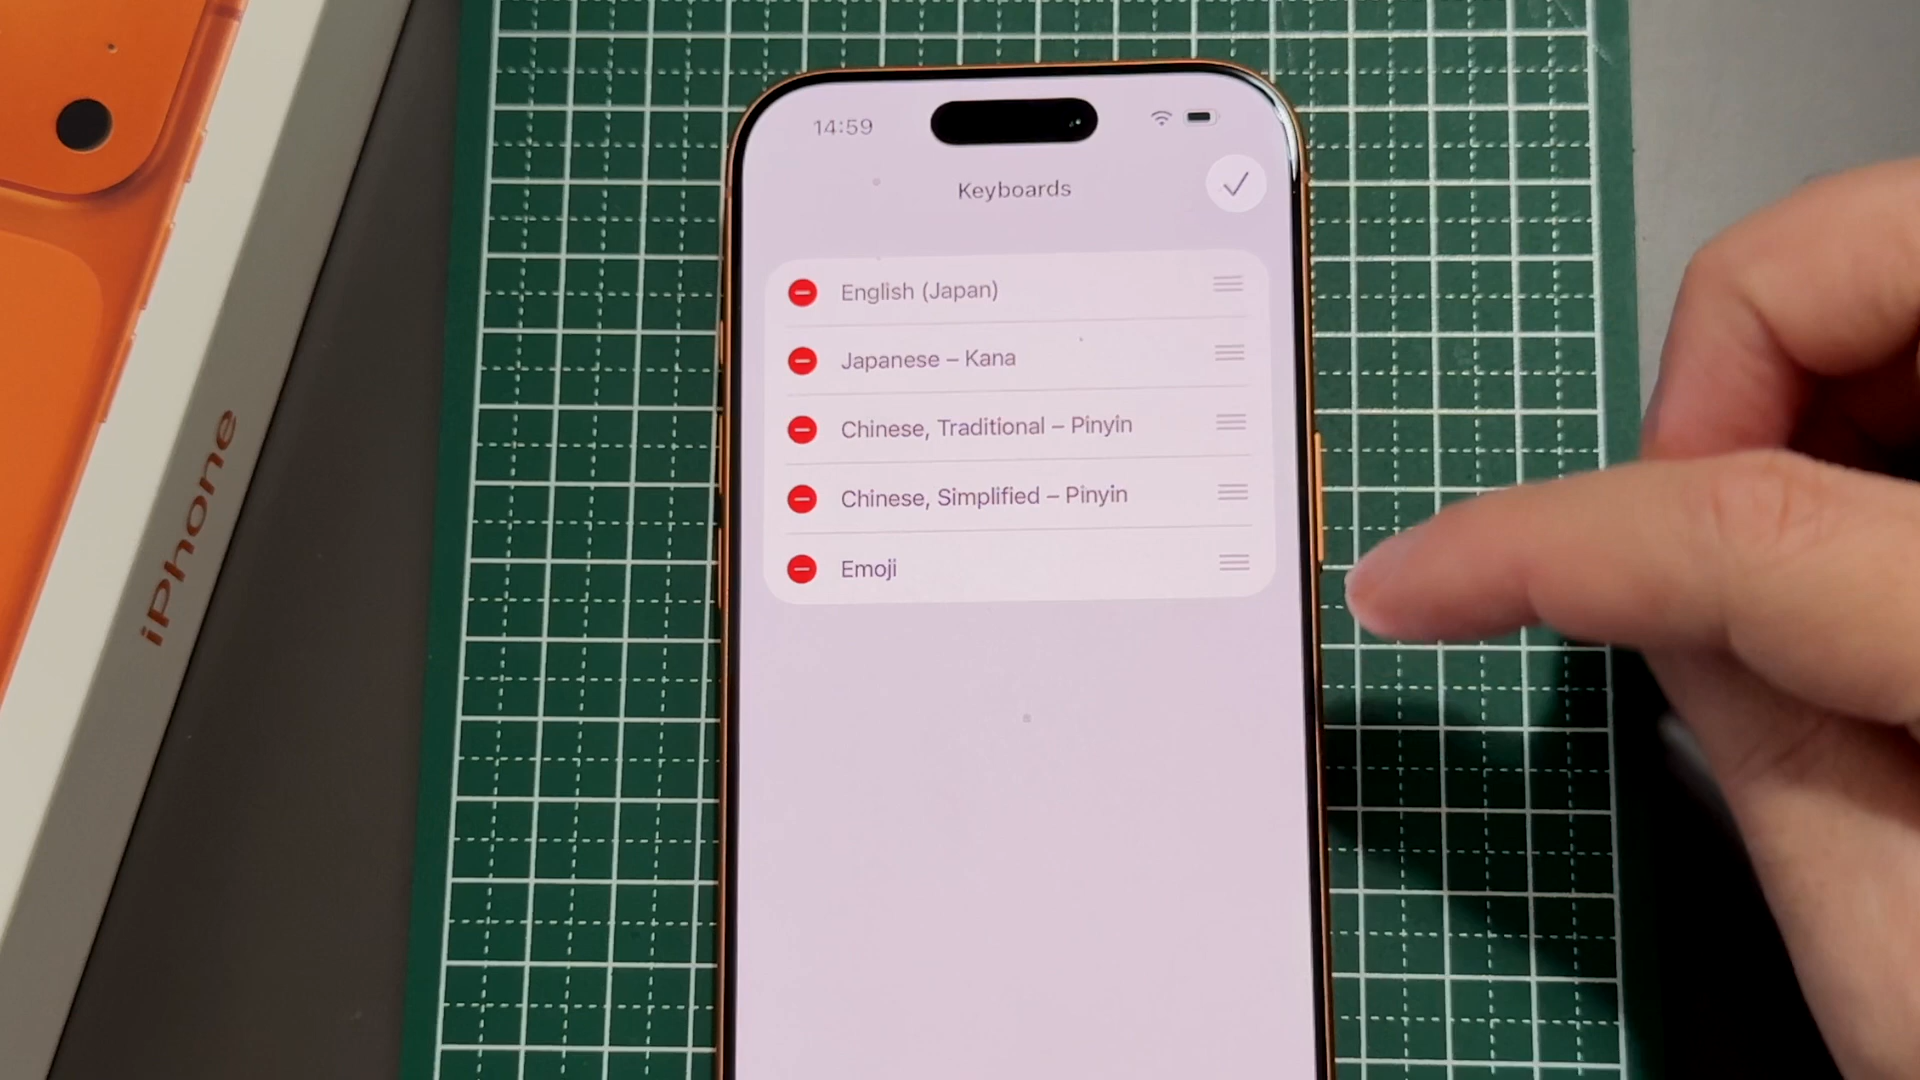 14:59
Keyboards
English (Japan)
Japanese – Kana
Chinese, Traditional – Pinyin
Chinese, Simplified – Pinyin
Emoji
iPhone